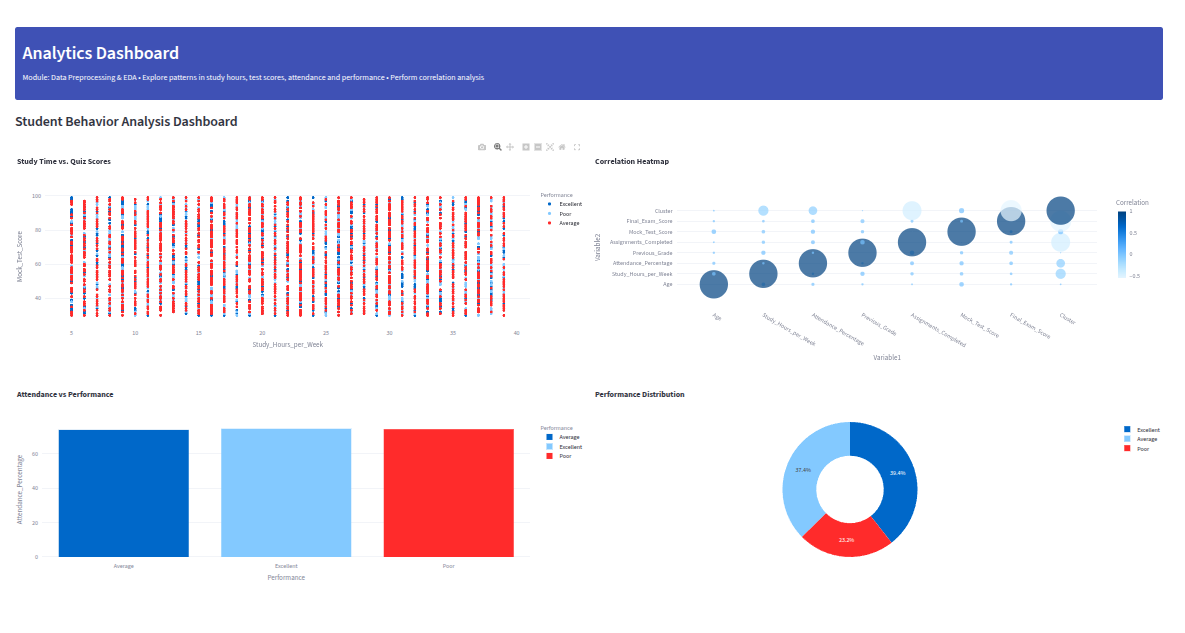 Analytics Dashboard
Module: Data Preprocessing & EDA • Explore patterns in study hours, test scores, attendance and performance • Perform correlation analysis
Student Behavior Analysis Dashboard
Study Time vs. Quiz Scores
Performance
Excellent
Poor
Average
100
80
60
40
Mock_Test_Score
5
10
15
20
25
30
35
40
Study_Hours_per_Week
Correlation Heatmap
Correlation
1
0.5
0
−0.5
Variable2
Cluster
Final_Exam_Score
Mock_Test_Score
Assignments_Completed
Previous_Grade
Attendance_Percentage
Study_Hours_per_Week
Age
Age
Study_Hours_per_Week
Attendance_Percentage
Previous_Grade
Assignments_Completed
Mock_Test_Score
Final_Exam_Score
Cluster
Variable1
Attendance vs Performance
Performance
Average
Excellent
Poor
60
40
20
0
Attendance_Percentage
Average
Excellent
Poor
Performance
Performance Distribution
Excellent
Average
Poor
37.4%
39.4%
23.2%